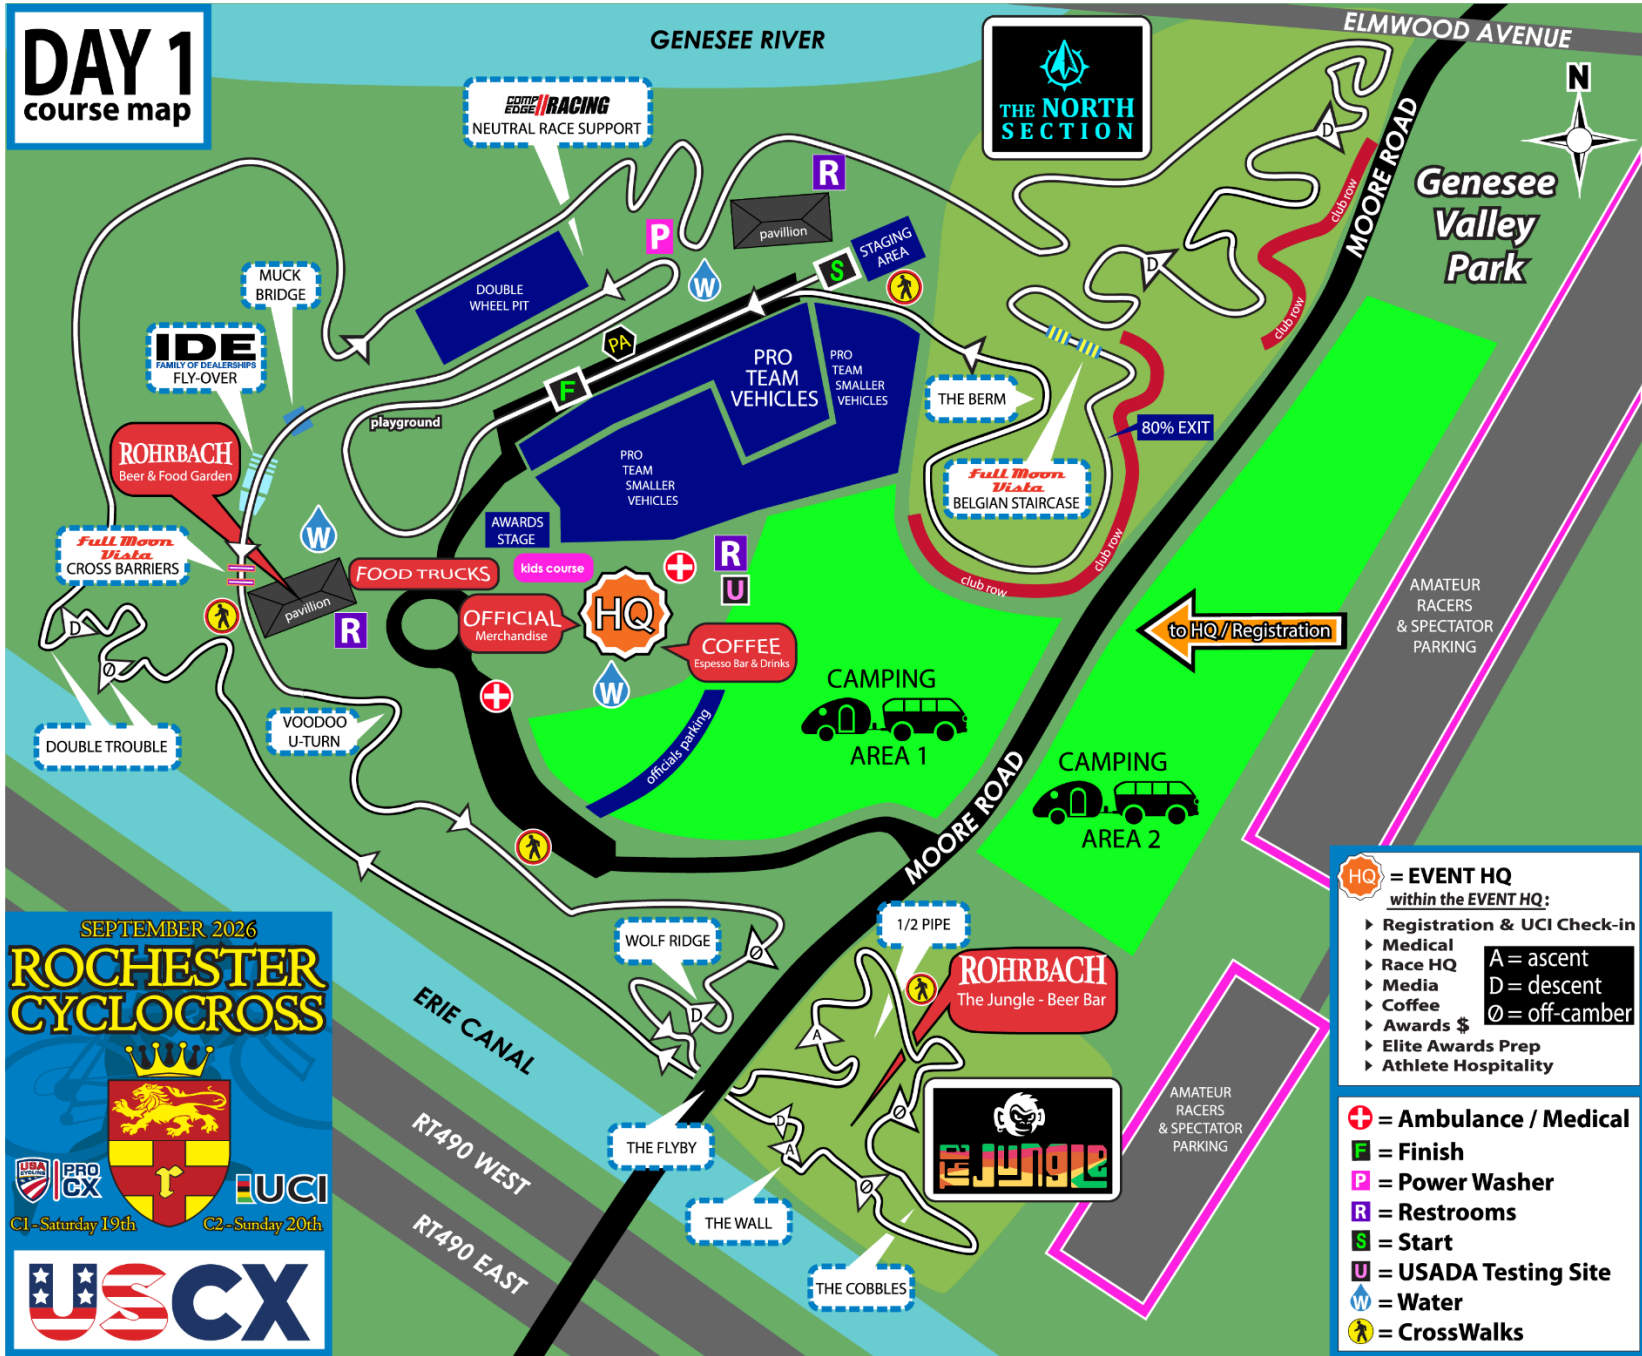 DAY 1
course map
GENESEE RIVER
ELMWOOD AVENUE
N
THE NORTH
SECTION
COMP EDGE RACING
NEUTRAL RACE SUPPORT
D
MOORE ROAD
club row
Genesee
Valley
Park
R
pavillion
P
STAGING
AREA
S
W
D
club row
MUCK
BRIDGE
DOUBLE
WHEEL PIT
IDE
FAMILY OF DEALERSHIPS
FLY-OVER
PA
F
PRO
TEAM
VEHICLES
PRO
TEAM
SMALLER
VEHICLES
THE BERM
80% EXIT
playground
ROHRBACH
Beer & Food Garden
PRO
TEAM
SMALLER
VEHICLES
Full Moon
Vista
BELGIAN STAIRCASE
AWARDS
STAGE
W
Full Moon
Vista
CROSS BARRIERS
FOOD TRUCKS
kids course
R
U
club row
club row
pavillion
R
OFFICIAL
Merchandise
HQ
COFFEE
Espesso Bar & Drinks
W
to HQ / Registration
AMATEUR
RACERS
& SPECTATOR
PARKING
D
Ø
DOUBLE TROUBLE
VOODOO
U-TURN
officials parking
CAMPING
AREA 1
CAMPING
AREA 2
MOORE ROAD
WOLF RIDGE
Ø
D
1/2 PIPE
ROHRBACH
The Jungle - Beer Bar
A
Ø
ERIE CANAL
THE FLYBY
D
A
THE WALL
Ø
THE COBBLES
the Jungle
AMATEUR
RACERS
& SPECTATOR
PARKING
RT490 WEST
RT490 EAST
SEPTEMBER 2026
ROCHESTER
CYCLOCROSS
r
USA
CYCLING
PRO
CX
UCI
C1-Saturday 19th
C2-Sunday 20th
USCX
HQ = EVENT HQ
within the EVENT HQ:
Registration & UCI Check-in
Medical
Race HQ
Media
Coffee
Awards $
Elite Awards Prep
Athlete Hospitality
A = ascent
D = descent
Ø = off-camber
= Ambulance / Medical
F = Finish
P = Power Washer
R = Restrooms
S = Start
U = USADA Testing Site
W = Water
= CrossWalks